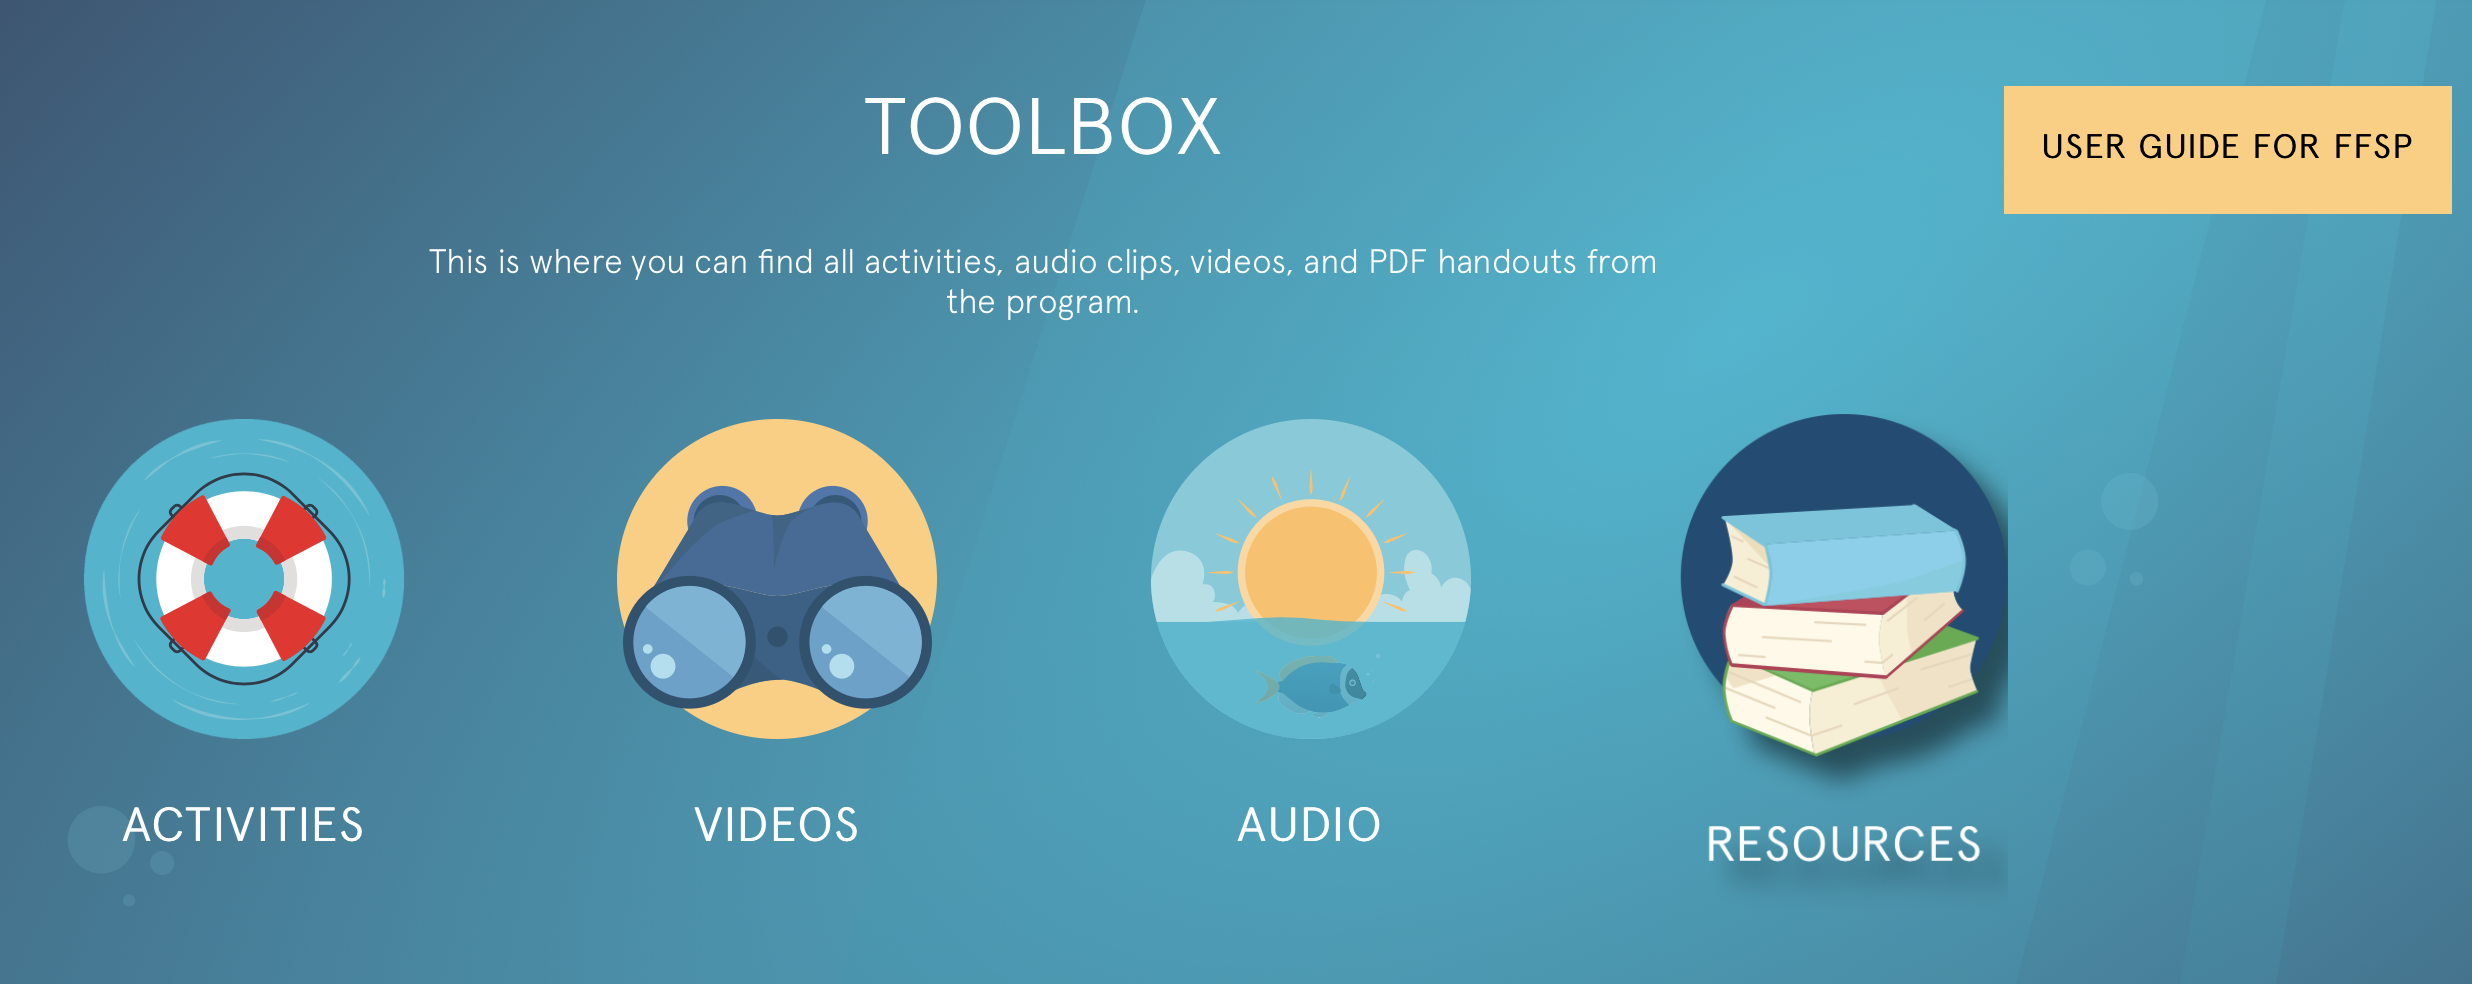 TOOLBOX
USER GUIDE FOR FFSP
This is where you can find all activities, audio clips, videos, and PDF handouts from
the program.
ACTIVITIES
VIDEOS
AUDIO
RESOURCES